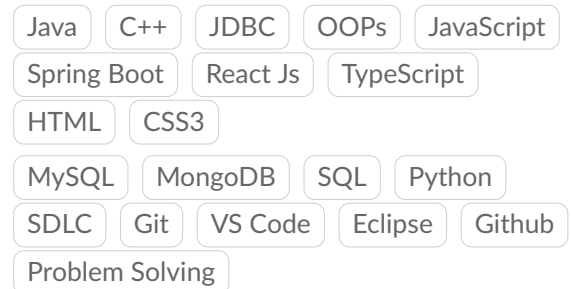 Java C++ JDBC OOPs JavaScript
Spring Boot React Js TypeScript
HTML CSS3
MySQL MongoDB SQL Python
SDLC Git VS Code Eclipse Github
Problem Solving